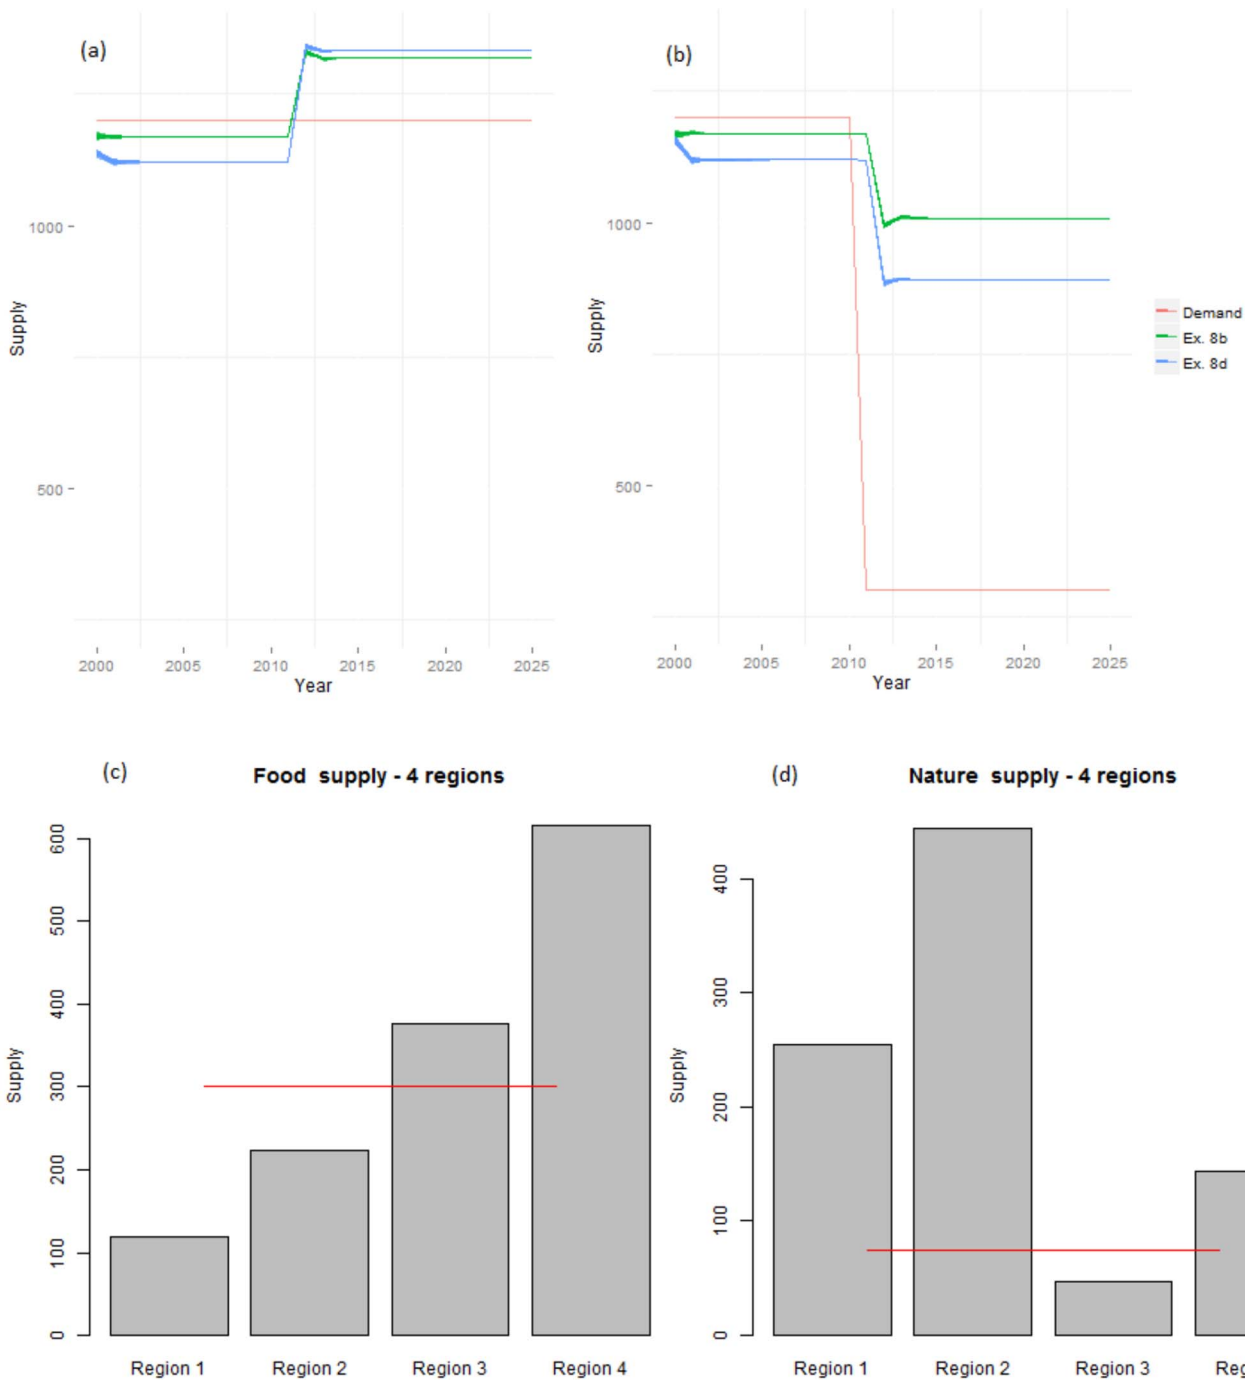 (a)
1000
500
Supply
2000 2005 2010 2015 2020 2025
Year
(b)
1000
500
Supply
2000 2005 2010 2015 2020 2025
Year
Demand
Ex. 8b
Ex. 8d
(c)
Food supply - 4 regions
600
500
400
300
200
100
0
Supply
Region 1 Region 2 Region 3 Region 4
(d)
Nature supply - 4 regions
400
300
200
100
0
Supply
Region 1 Region 2 Region 3 Reg